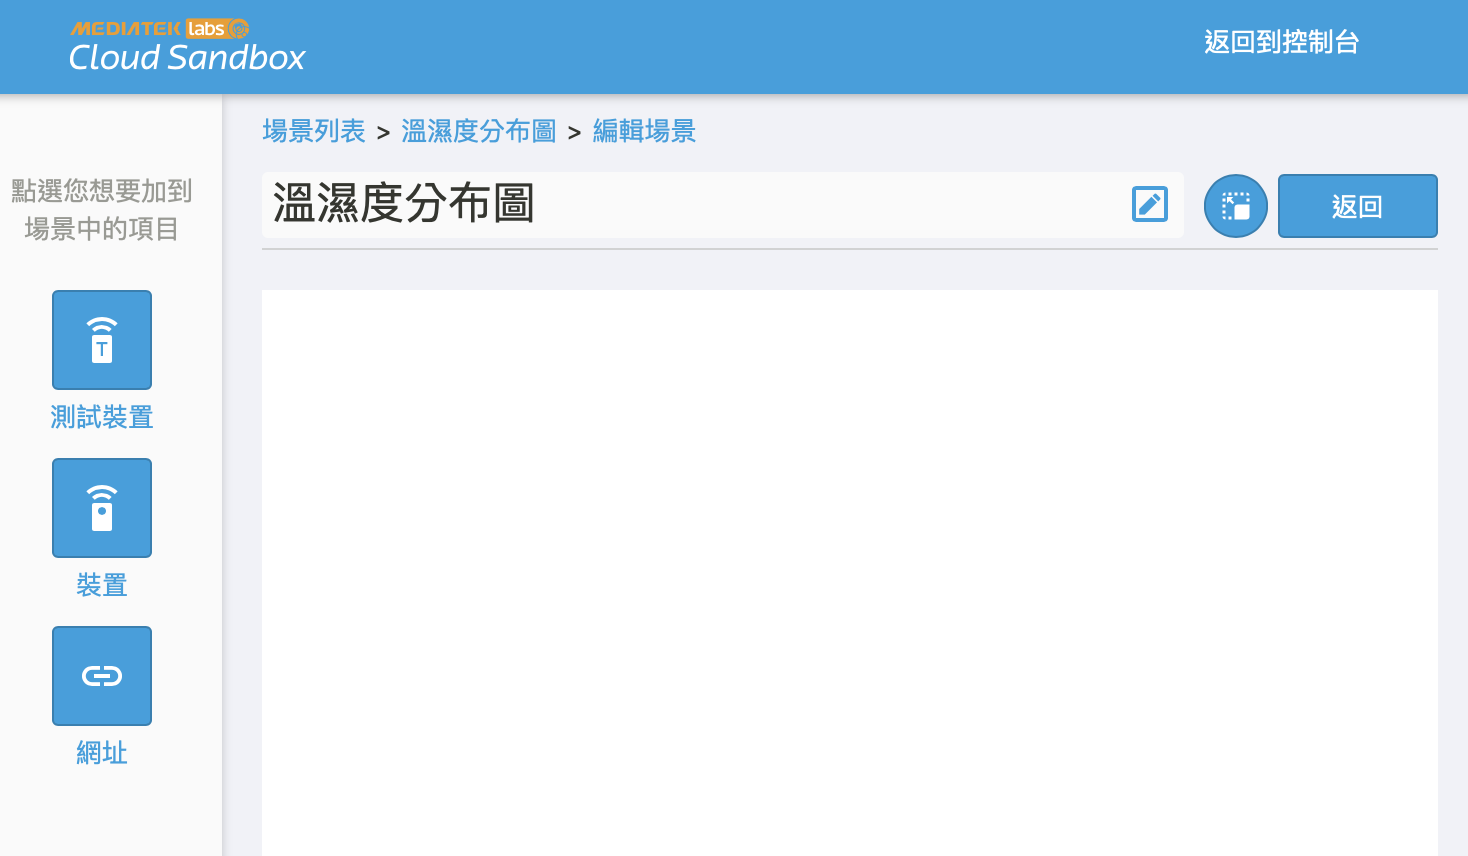 MEDIATEK labs
Cloud Sandbox
返回到控制台
場景列表 > 溫濕度分布圖 > 編輯場景
點選您想要加到
場景中的項目
溫濕度分布圖
返回
T
測試裝置
裝置
網址